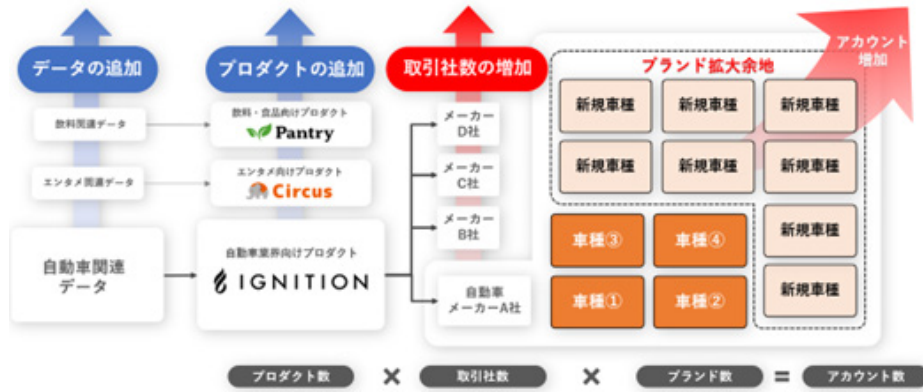 データの追加
プロダクトの追加
取引社数の増加
ブランド拡大余地
アカウント
増加
飲料関連データ
飲料・食品向けプロダクト
Pantry
メーカー
D社
新規車種
新規車種
新規車種
エンタメ関連データ
エンタメ向けプロダクト
Circus
メーカー
C社
新規車種
新規車種
新規車種
メーカー
B社
車種③
車種④
新規車種
自動車関連
データ
自動車業界向けプロダクト
IGNITION
自動車
メーカーA社
車種①
車種②
新規車種
プロダクト数
×
取引社数
×
ブランド数
=
アカウント数